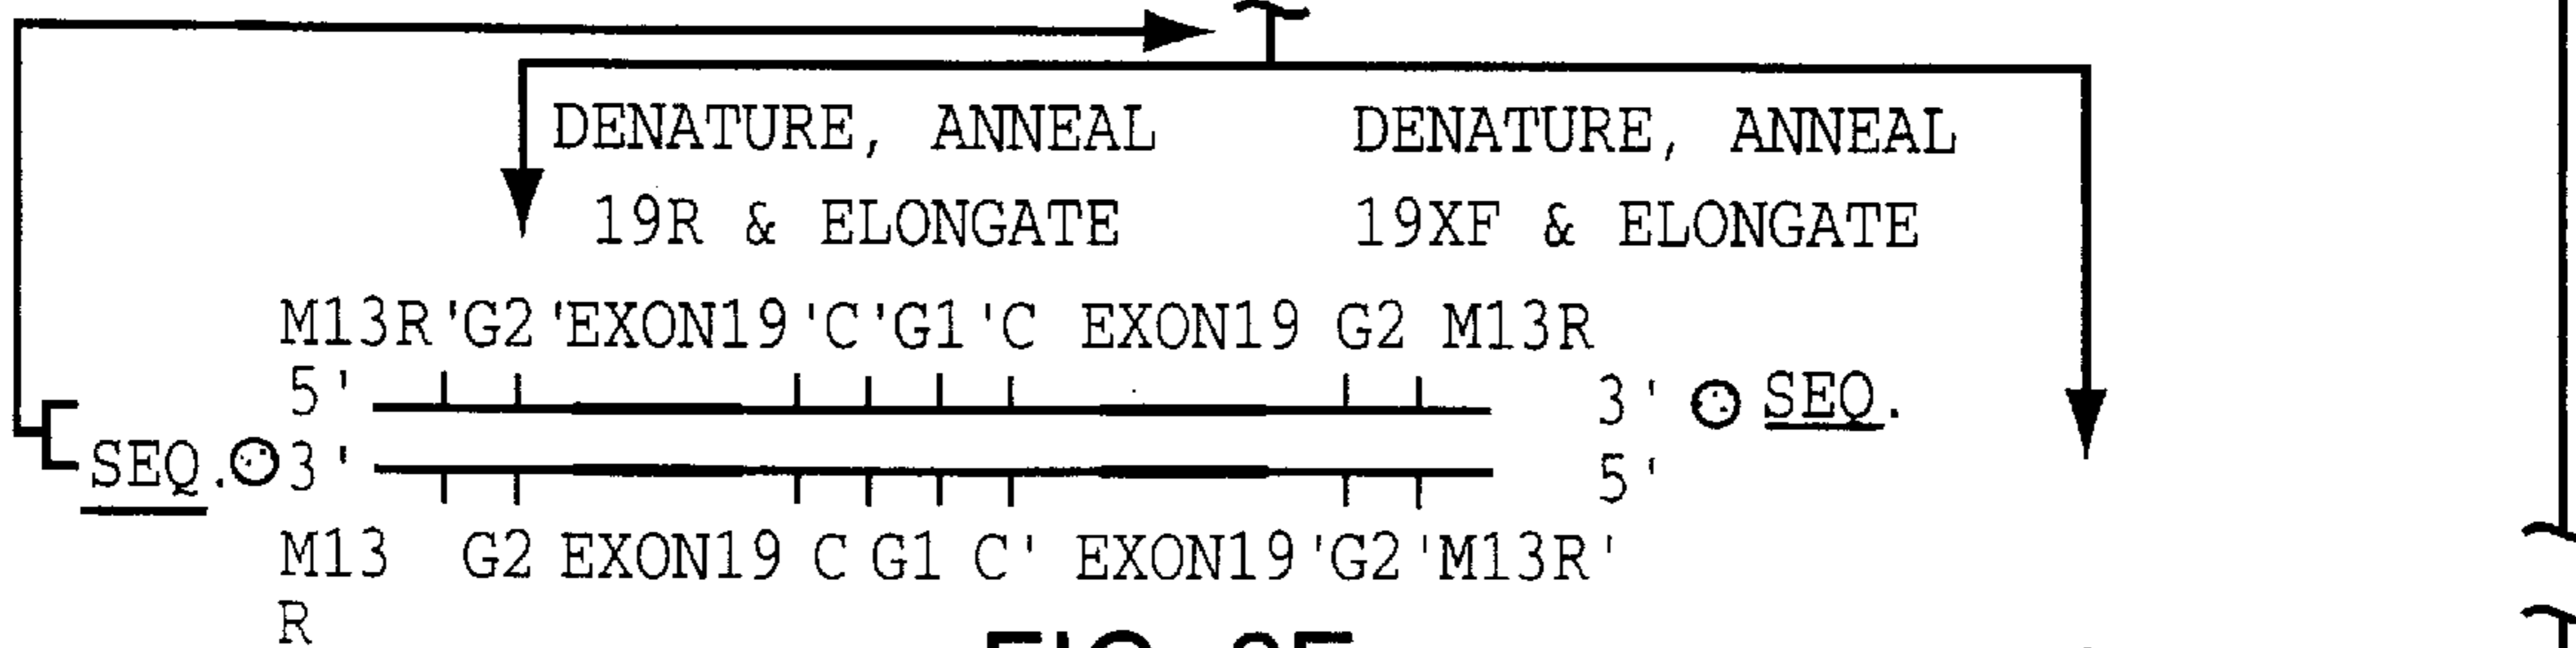 DENATURE, ANNEAL DENATURE, ANNEAL
19R & ELONGATE 19XF & ELONGATE
M13R'G2'EXON19'C'G1'C EXON19 G2 M13R
5' 3' SEQ.
SEQ. 3' 5'
M13 G2 EXON19 C G1 C' EXON19'G2'M13R'
R